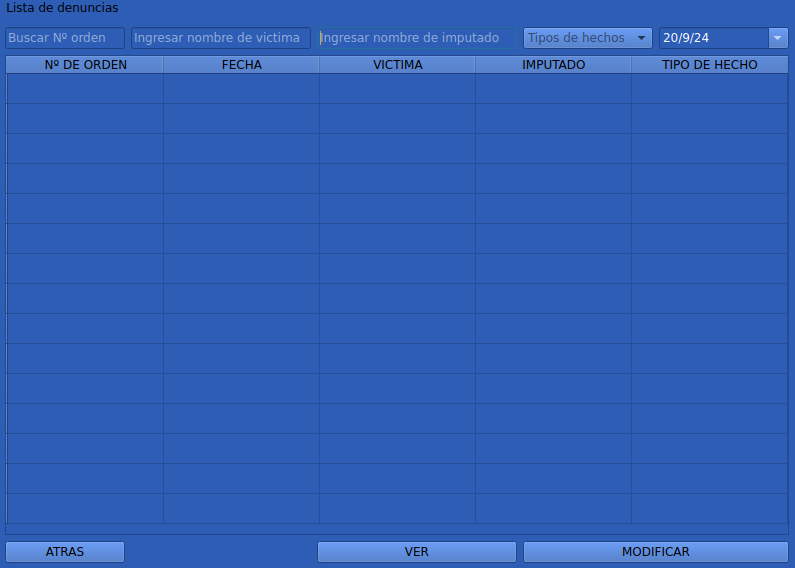 Lista de denuncias
Buscar Nº orden Ingresar nombre de victima Ingresar nombre de imputado Tipos de hechos 20/9/24
Nº DE ORDEN FECHA VICTIMA IMPUTADO TIPO DE HECHO
ATRAS VER MODIFICAR